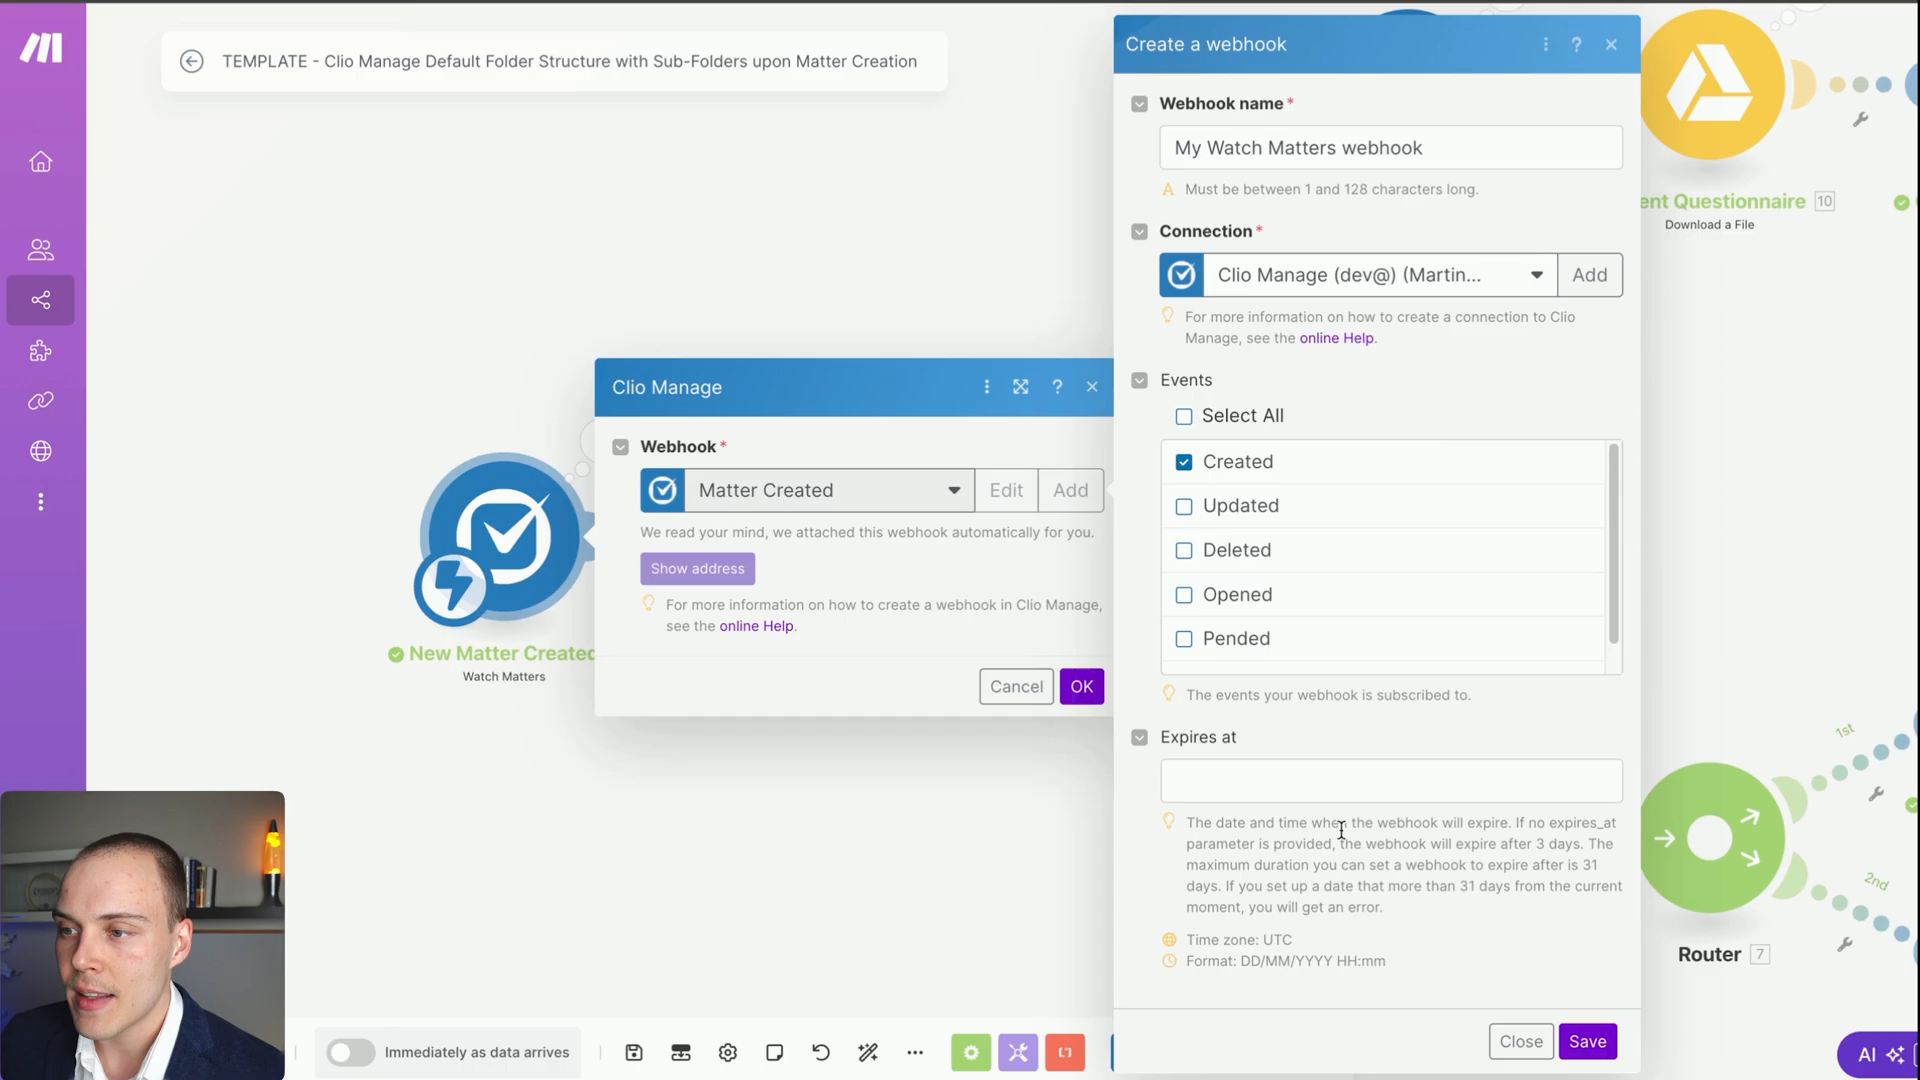 TEMPLATE - Clio Manage Default Folder Structure with Sub-Folders upon Matter Creation
Create a webhook
?
Webhook name *
My Watch Matters webhook
A Must be between 1 and 128 characters long.
Connection *
Clio Manage (dev@) (Martin...
Add
For more information on how to create a connection to Clio
Manage, see the online Help.
Events
Select All
Created
Updated
Deleted
Opened
Pended
The events your webhook is subscribed to.
Expires at
The date and time when the webhook will expire. If no expires_at
parameter is provided, the webhook will expire after 3 days. The
maximum duration you can set a webhook to expire after is 31
days. If you set up a date that more than 31 days from the current
moment, you will get an error.
Time zone: UTC
Format: DD/MM/YYYY HH:mm
Close
Save
Clio Manage
?
Webhook *
Matter Created
Edit
Add
We read your mind, we attached this webhook automatically for you.
Show address
For more information on how to create a webhook in Clio Manage,
see the online Help.
Cancel
OK
New Matter Created
Watch Matters
ent Questionnaire 10
Download a File
1st
2nd
Router 7
Immediately as data arrives
AI